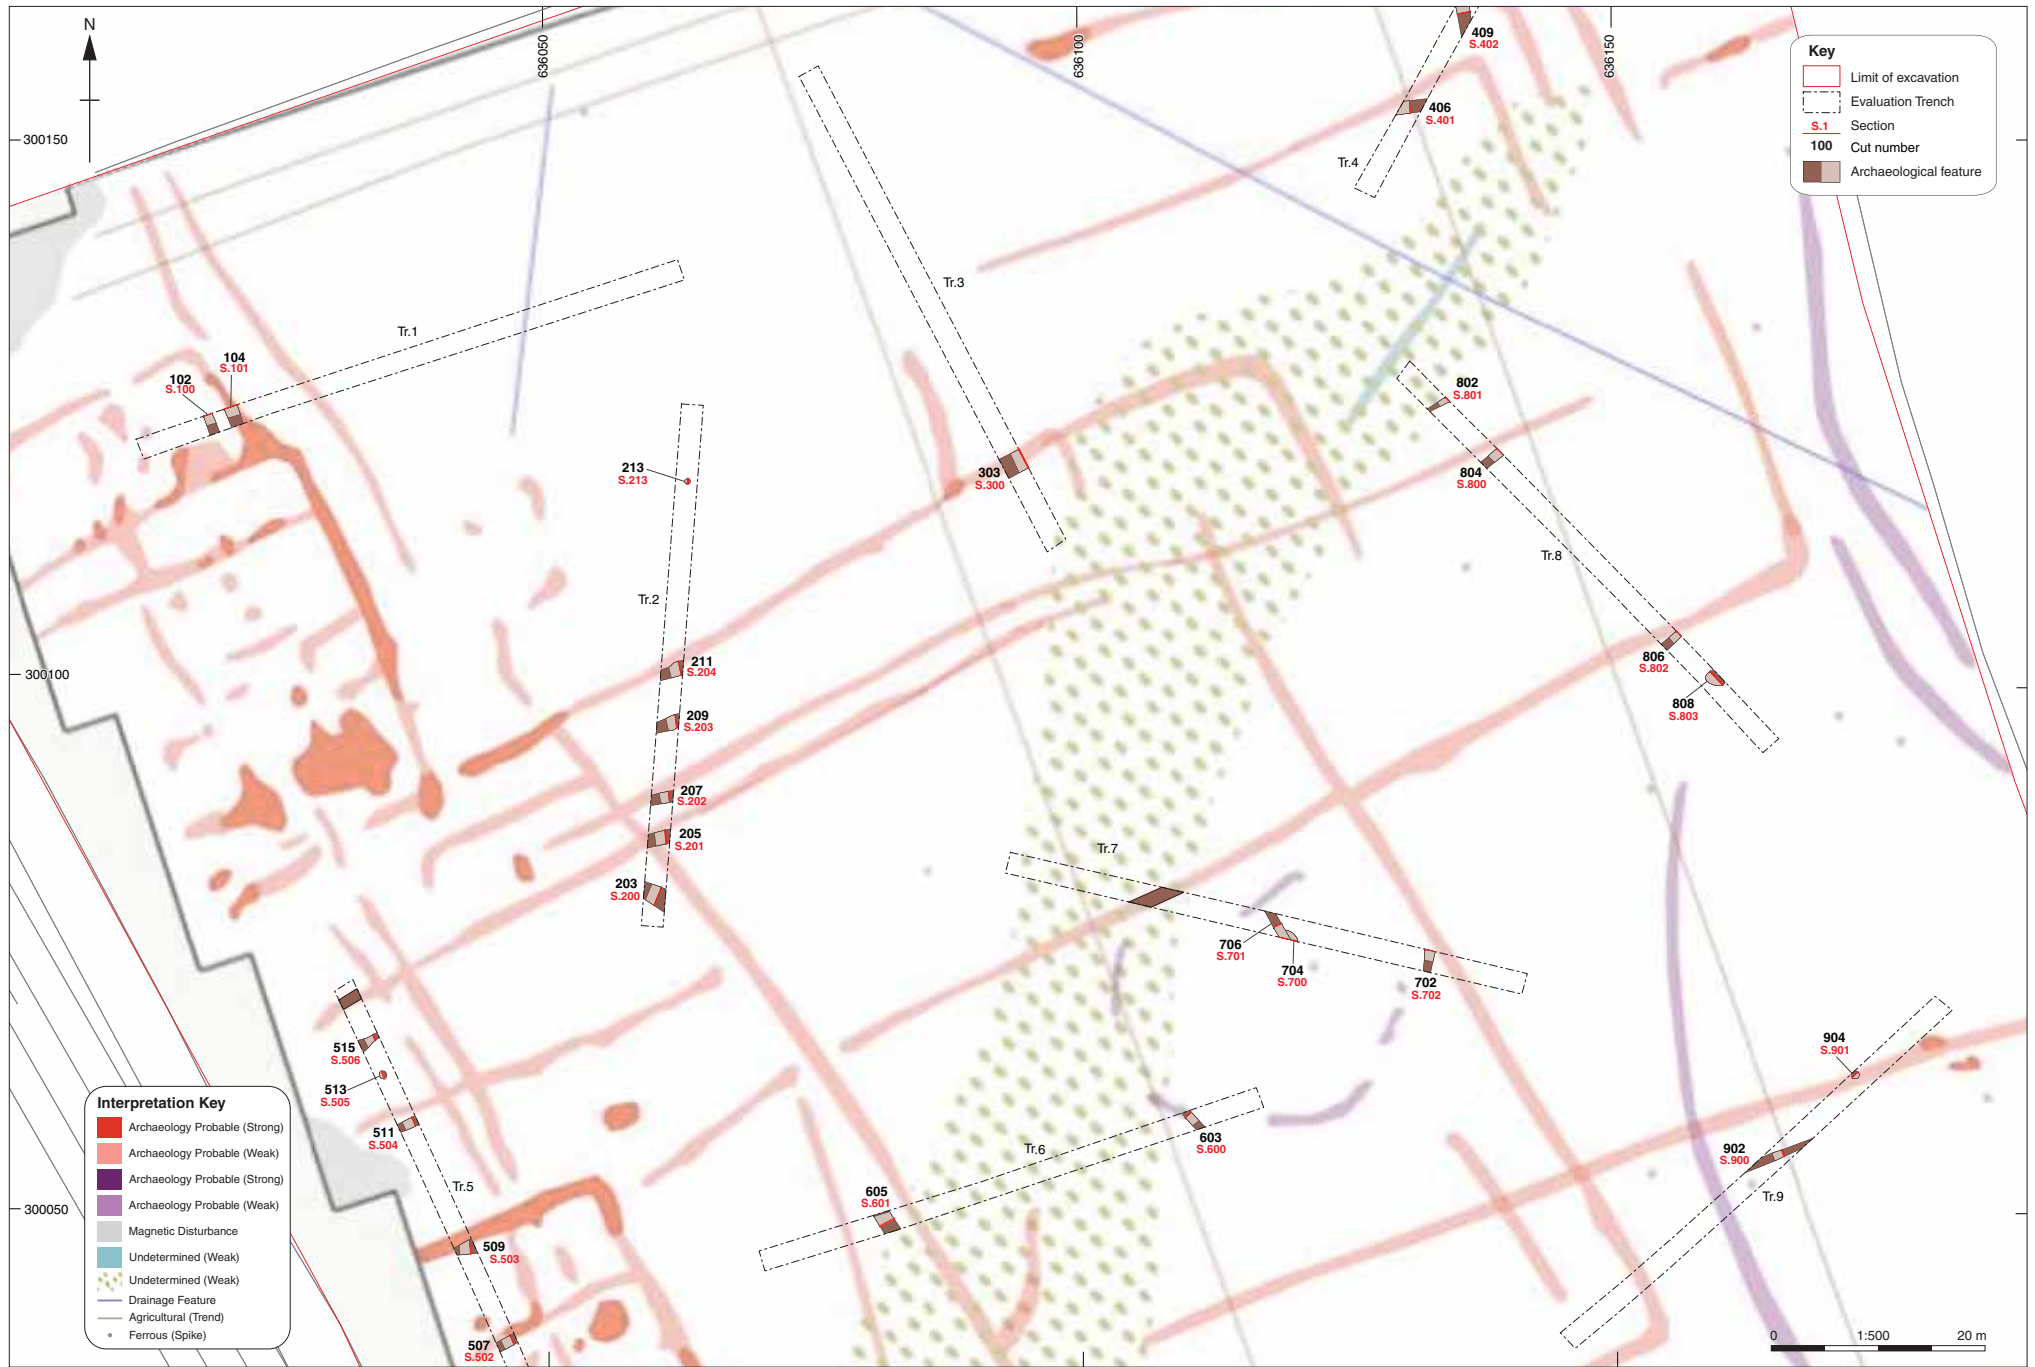 N
636050
636100
636150
300150
300100
300050
Key
Limit of excavation
Evaluation Trench
S.1 Section
100 Cut number
Archaeological feature
409
S.402
406
S.401
Tr.4
Tr.3
Tr.1
104
S.101
102
S.100
802
S.801
213
S.213
303
S.300
804
S.800
Tr.8
Tr.2
211
S.204
806
S.802
209
S.203
808
S.803
207
S.202
205
S.201
Tr.7
203
S.200
706
S.701
704
S.700
702
S.702
515
S.506
904
S.901
513
S.505
511
S.504
603
S.600
Tr.6
902
S.900
Tr.5
605
S.601
Tr.9
509
S.503
507
S.502
Interpretation Key
Archaeology Probable (Strong)
Archaeology Probable (Weak)
Archaeology Probable (Strong)
Archaeology Probable (Weak)
Magnetic Disturbance
Undetermined (Weak)
Undetermined (Weak)
Drainage Feature
Agricultural (Trend)
Ferrous (Spike)
0 1:500 20 m